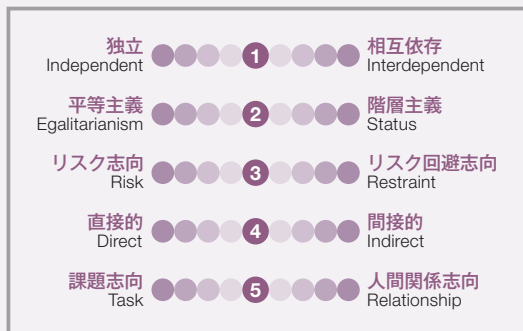 独立 1 相互依存
Independent Interdependent
平等主義 2 階層主義
Egalitarianism Status
リスク志向 3 リスク回避志向
Risk Restraint
直接的 4 間接的
Direct Indirect
課題志向 5 人間関係志向
Task Relationship